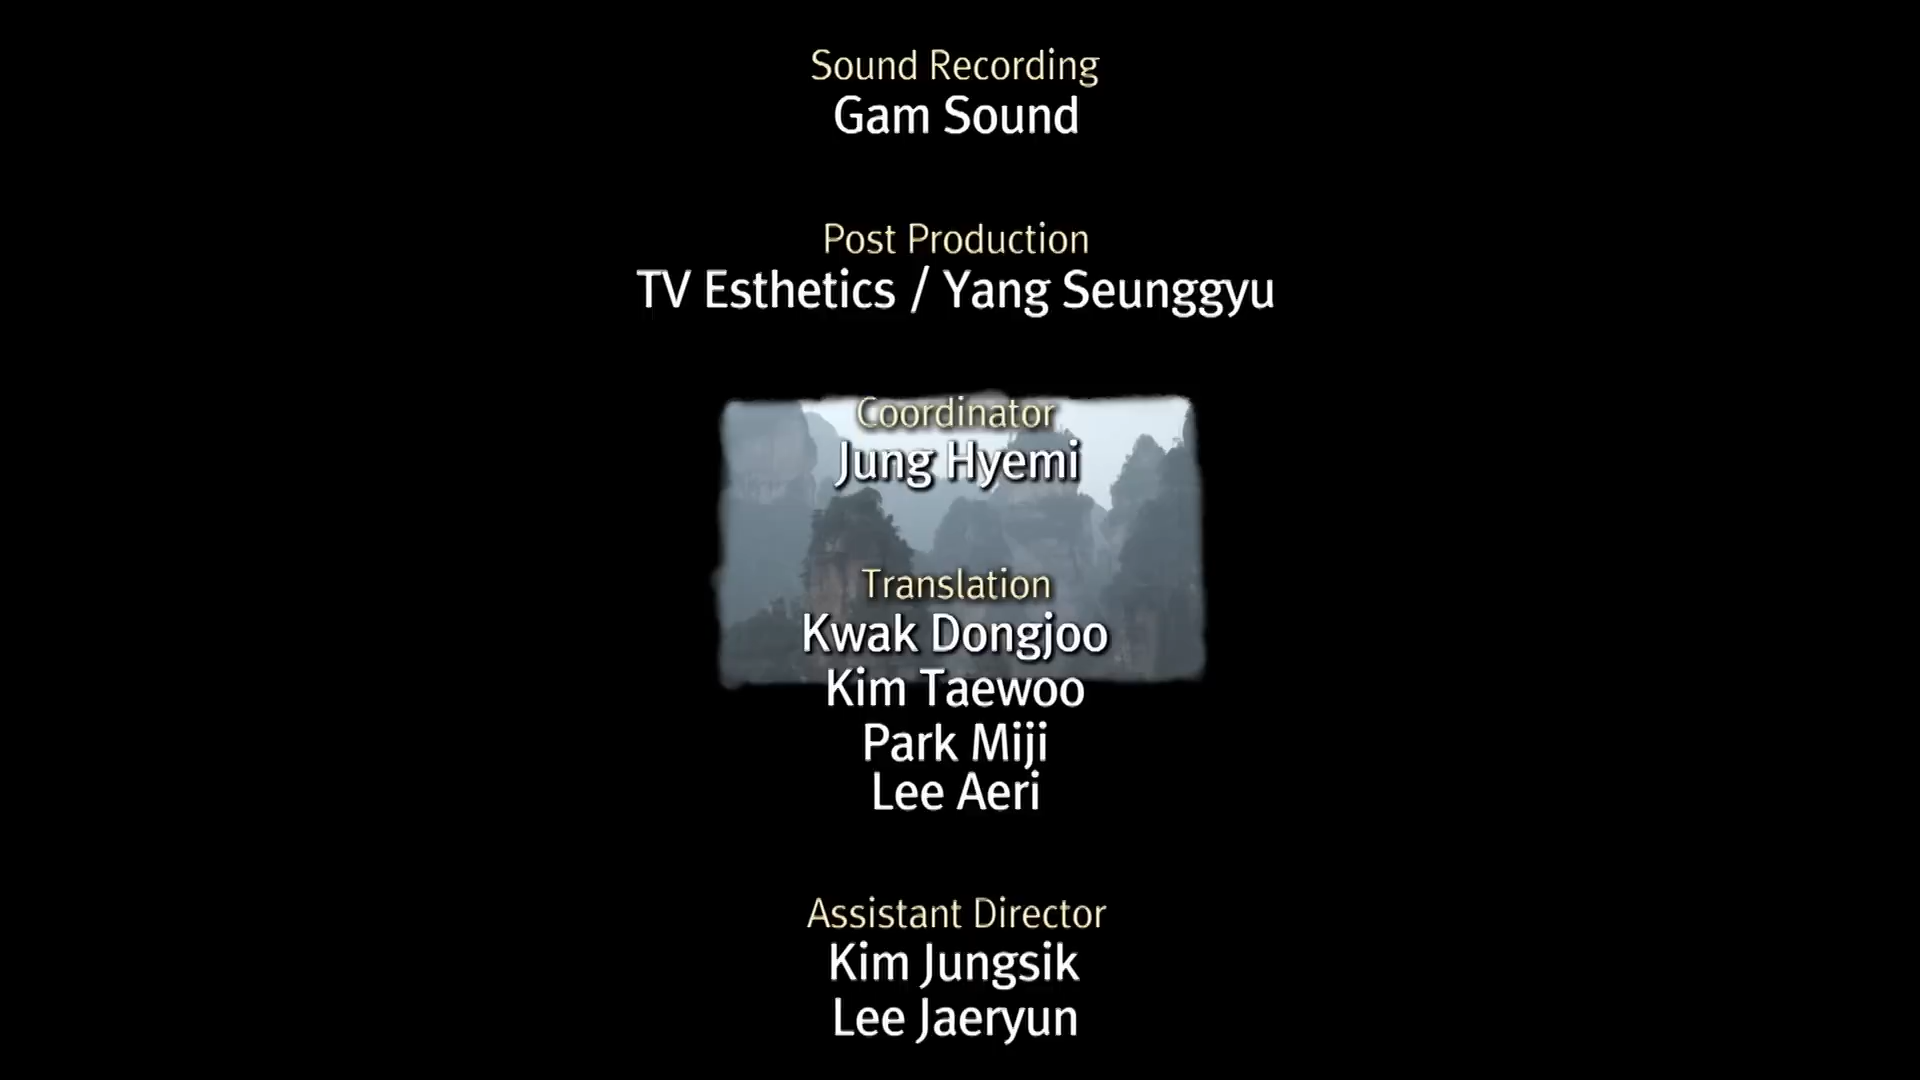 Sound Recording
Gam Sound
Post Production
TV Esthetics / Yang Seunggyu
Coordinator
Jung Hyemi
Translation
Kwak Dongjoo
Kim Taewoo
Park Miji
Lee Aeri
Assistant Director
Kim Jungsik
Lee Jaeryun